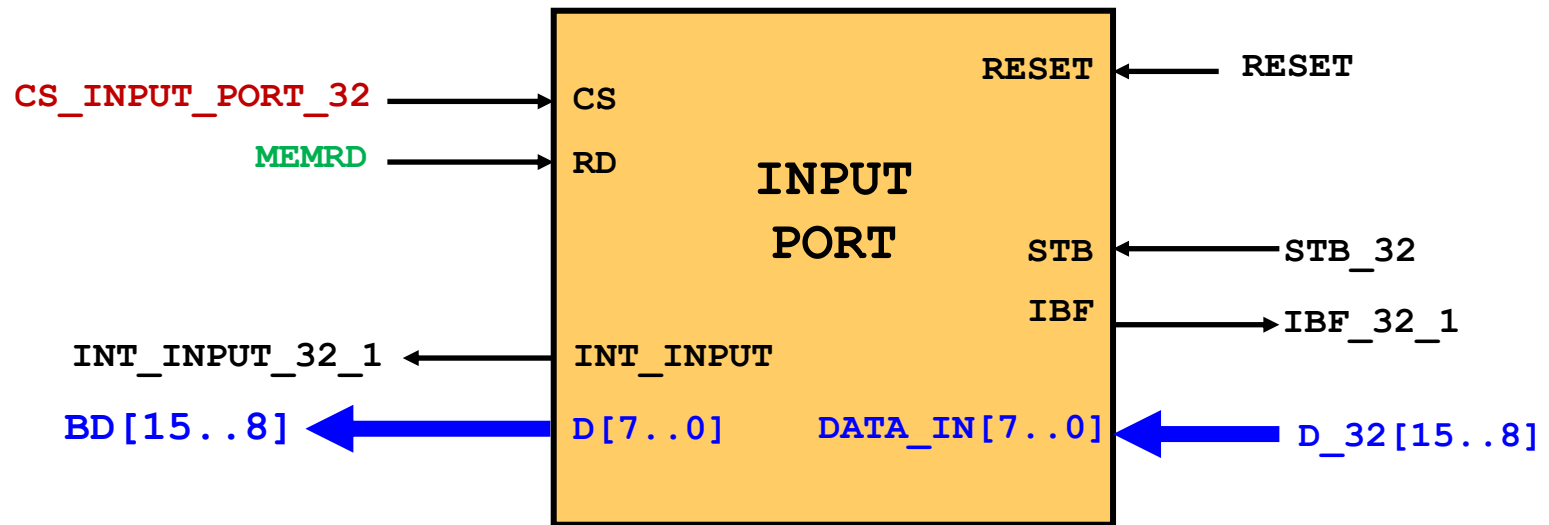 RESET RESET
CS_INPUT_PORT_32 CS
MEMRD RD
INPUT
PORT
STB STB_32
IBF IBF_32_1
INT_INPUT_32_1 INT_INPUT
BD[15..8] D[7..0] DATA_IN[7..0] D_32[15..8]